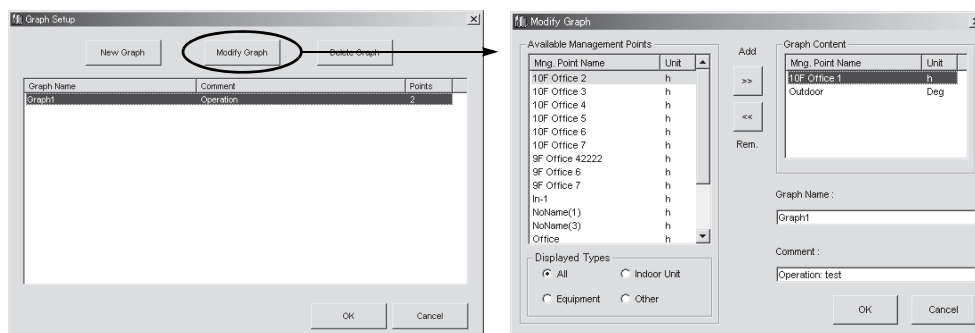 Graph Setup
New Graph
Modify Graph
Delete Graph
Graph Name Comment Points
Graph1 Operation 2
OK
Cancel
Modify Graph
Available Management Points
Mng. Point Name Unit
10F Office 2 h
10F Office 3 h
10F Office 4 h
10F Office 5 h
10F Office 6 h
10F Office 7 h
9F Office 42222 h
9F Office 6 h
9F Office 7 h
In-1 h
NoName(1) h
NoName(3) h
Office h
Displayed Types
All
Indoor Unit
Equipment
Other
Add
>>
<<
Rem.
Graph Content
Mng. Point Name Unit
10F Office 1 h
Outdoor Deg
Graph Name :
Graph1
Comment :
Operation: test
OK
Cancel